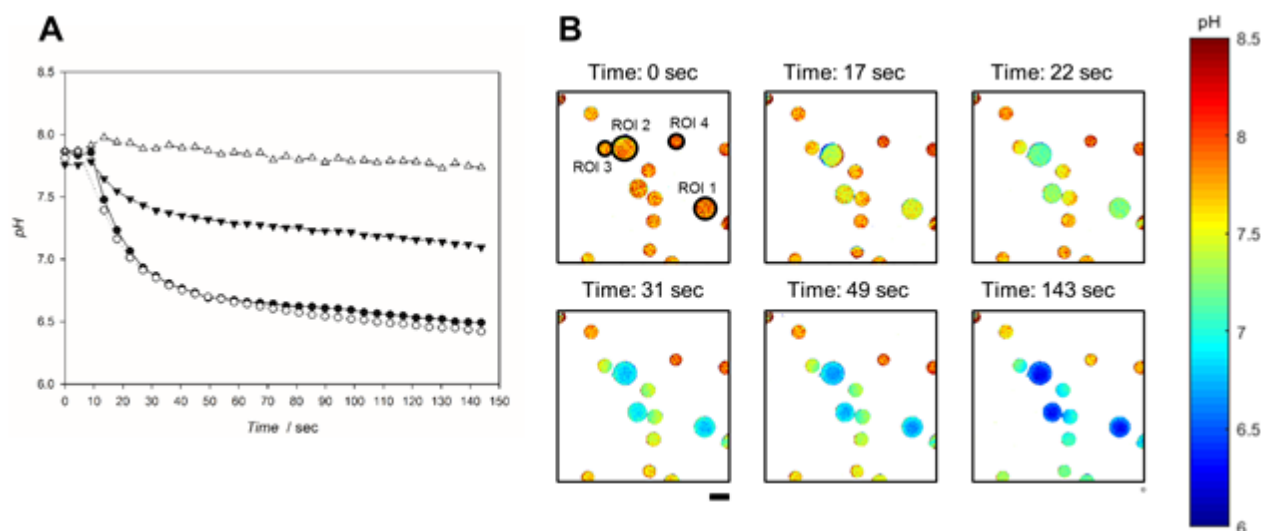 A
8.5
8.0
7.5
7.0
6.5
6.0
pH
0 10 20 30 40 50 60 70 80 90 100 110 120 130 140 150
Time / sec
B
Time: 0 sec
Time: 17 sec
Time: 22 sec
ROI 2
ROI 4
ROI 3
ROI 1
Time: 31 sec
Time: 49 sec
Time: 143 sec
pH
8.5
8
7.5
7
6.5
6